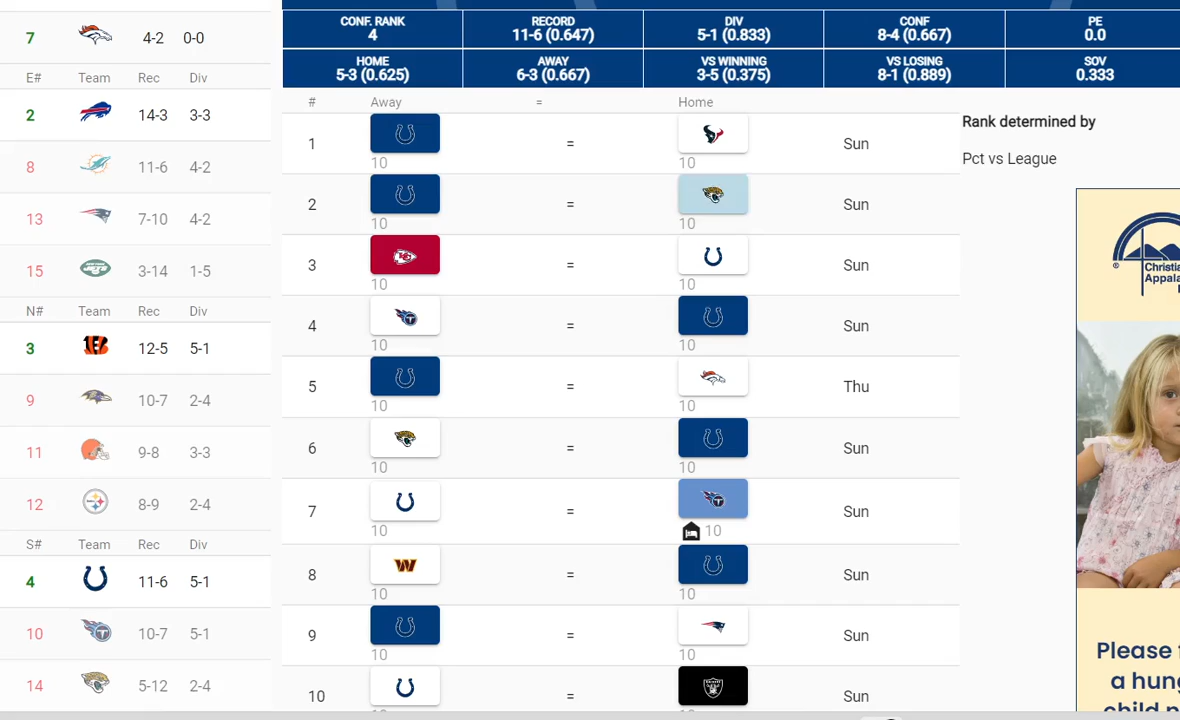 7 4-2 0-0
E# Team Rec Div
2 14-3 3-3
8 11-6 4-2
13 7-10 4-2
15 3-14 1-5
N# Team Rec Div
3 12-5 5-1
9 10-7 2-4
11 9-8 3-3
12 8-9 2-4
S# Team Rec Div
4 11-6 5-1
10 10-7 5-1
14 5-12 2-4
CONF. RANK RECORD DIV CONF PE
4 11-6 (0.647) 5-1 (0.833) 8-4 (0.667) 0.0
HOME AWAY VS WINNING VS LOSING SOV
5-3 (0.625) 6-3 (0.667) 3-5 (0.375) 8-1 (0.889) 0.333
# Away = Home
1 = Sun
10 10
2 = Sun
10 10
3 = Sun
10 10
4 = Sun
10 10
5 = Thu
10 10
6 = Sun
10 10
7 = Sun
10 10
8 = Sun
10 10
9 = Sun
10 10
10 = Sun
Rank determined by
Pct vs League
®
Christia
Appala
Please f
a hung
child n